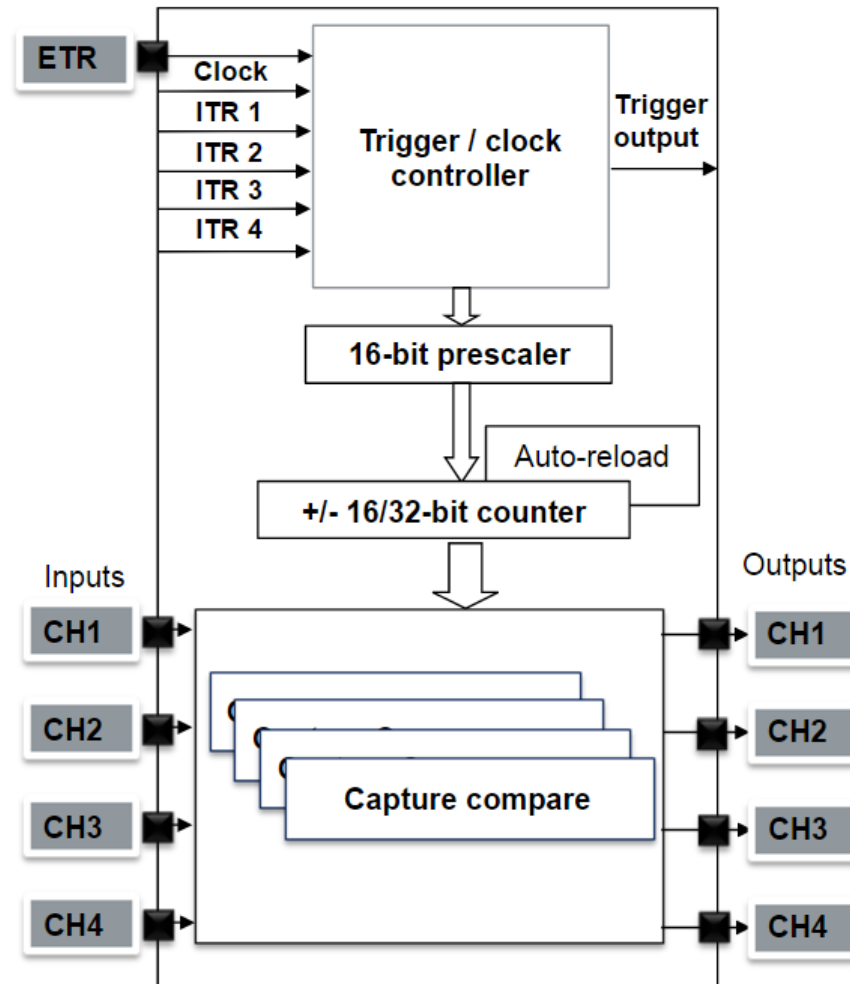 ETR
Clock
ITR 1
ITR 2
ITR 3
ITR 4
Trigger / clock
controller
Trigger
output
16-bit prescaler
Auto-reload
+/- 16/32-bit counter
Inputs
Outputs
CH1
CH2
CH3
CH4
Capture compare
CH1
CH2
CH3
CH4